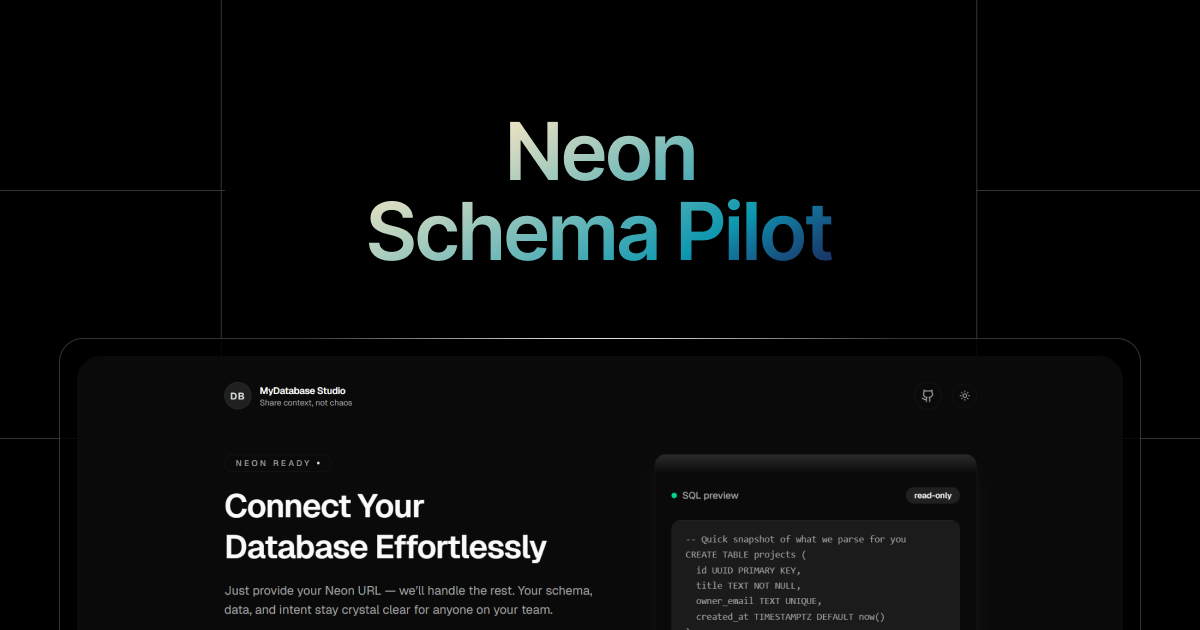 Neon
Schema Pilot
DB
MyDatabase Studio
Share context, not chaos
NEON READY •
Connect Your
Database Effortlessly
Just provide your Neon URL — we’ll handle the rest. Your schema,
data, and intent stay crystal clear for anyone on your team.
SQL preview
read-only
-- Quick snapshot of what we parse for you
CREATE TABLE projects (
id UUID PRIMARY KEY,
title TEXT NOT NULL,
owner_email TEXT UNIQUE,
created_at TIMESTAMPTZ DEFAULT now()